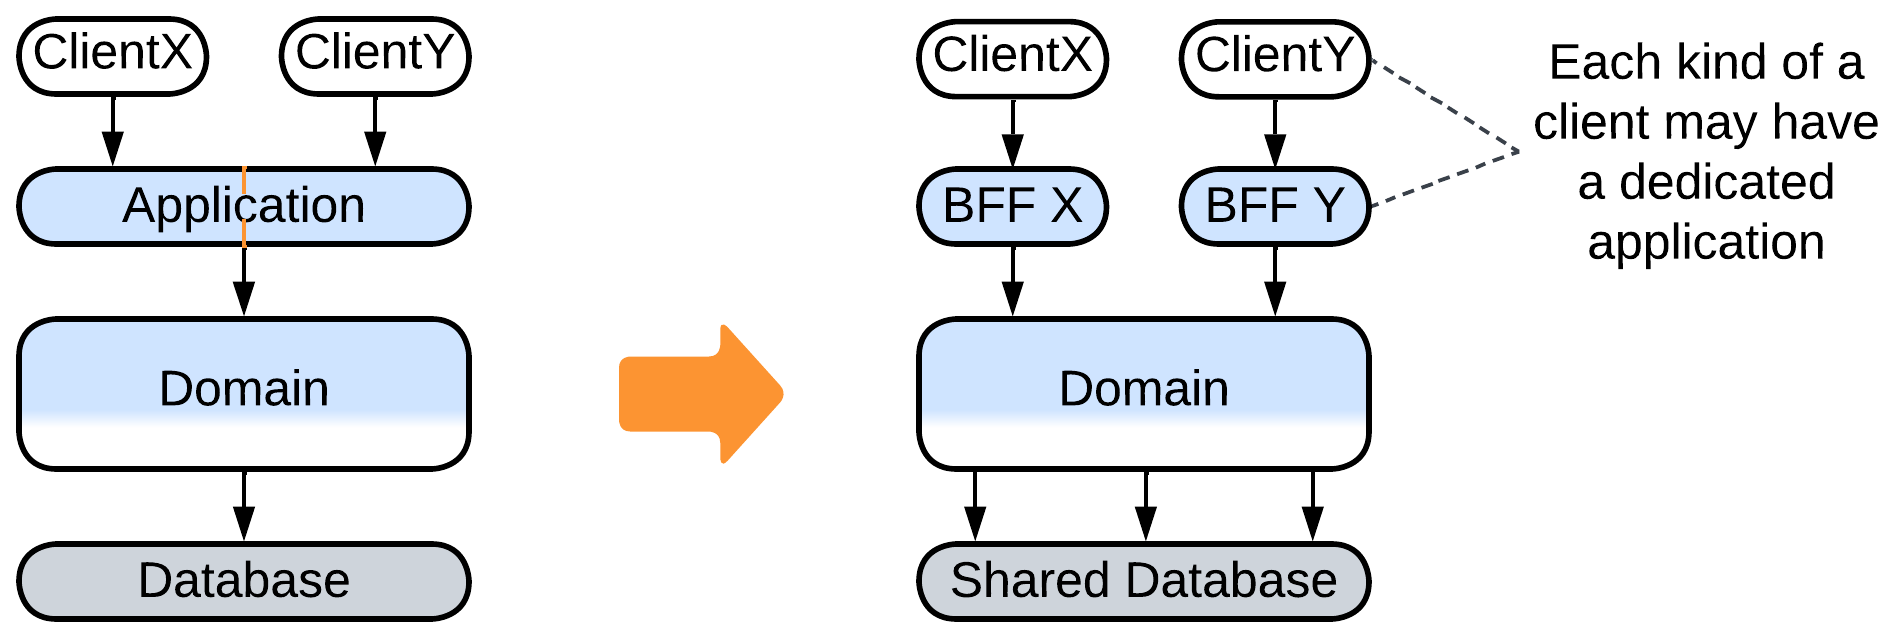 ClientX
ClientY
Application
Domain
Database
ClientX
ClientY
BFF X
BFF Y
Domain
Shared Database
Each kind of a
client may have
a dedicated
application